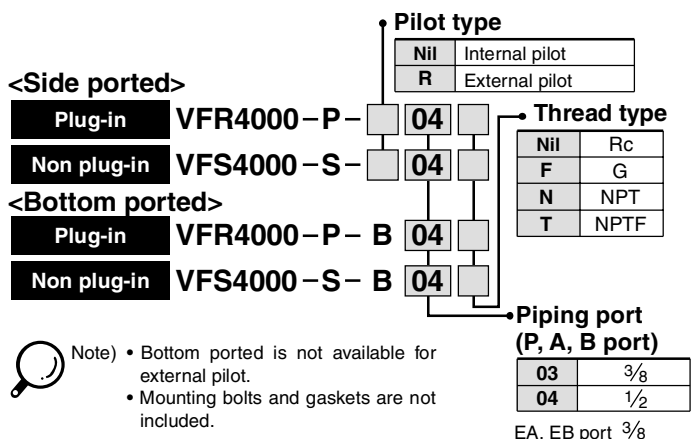 Pilot type
Nil Internal pilot
R External pilot
<Side ported>
Plug-in VFR4000–P– 04
Non plug-in VFS4000–S– 04
<Bottom ported>
Plug-in VFR4000–P– B 04
Non plug-in VFS4000–S– B 04
Thread type
Nil Rc
F G
N NPT
T NPTF
Piping port
(P, A, B port)
03 3/8
04 1/2
EA, EB port 3/8
Note) • Bottom ported is not available for
external pilot.
• Mounting bolts and gaskets are not
included.